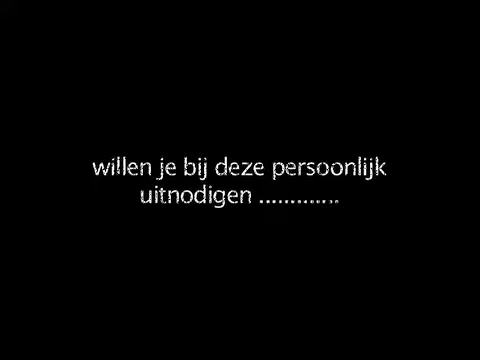 willen je bij deze persoonlijk
uitnodigen ............